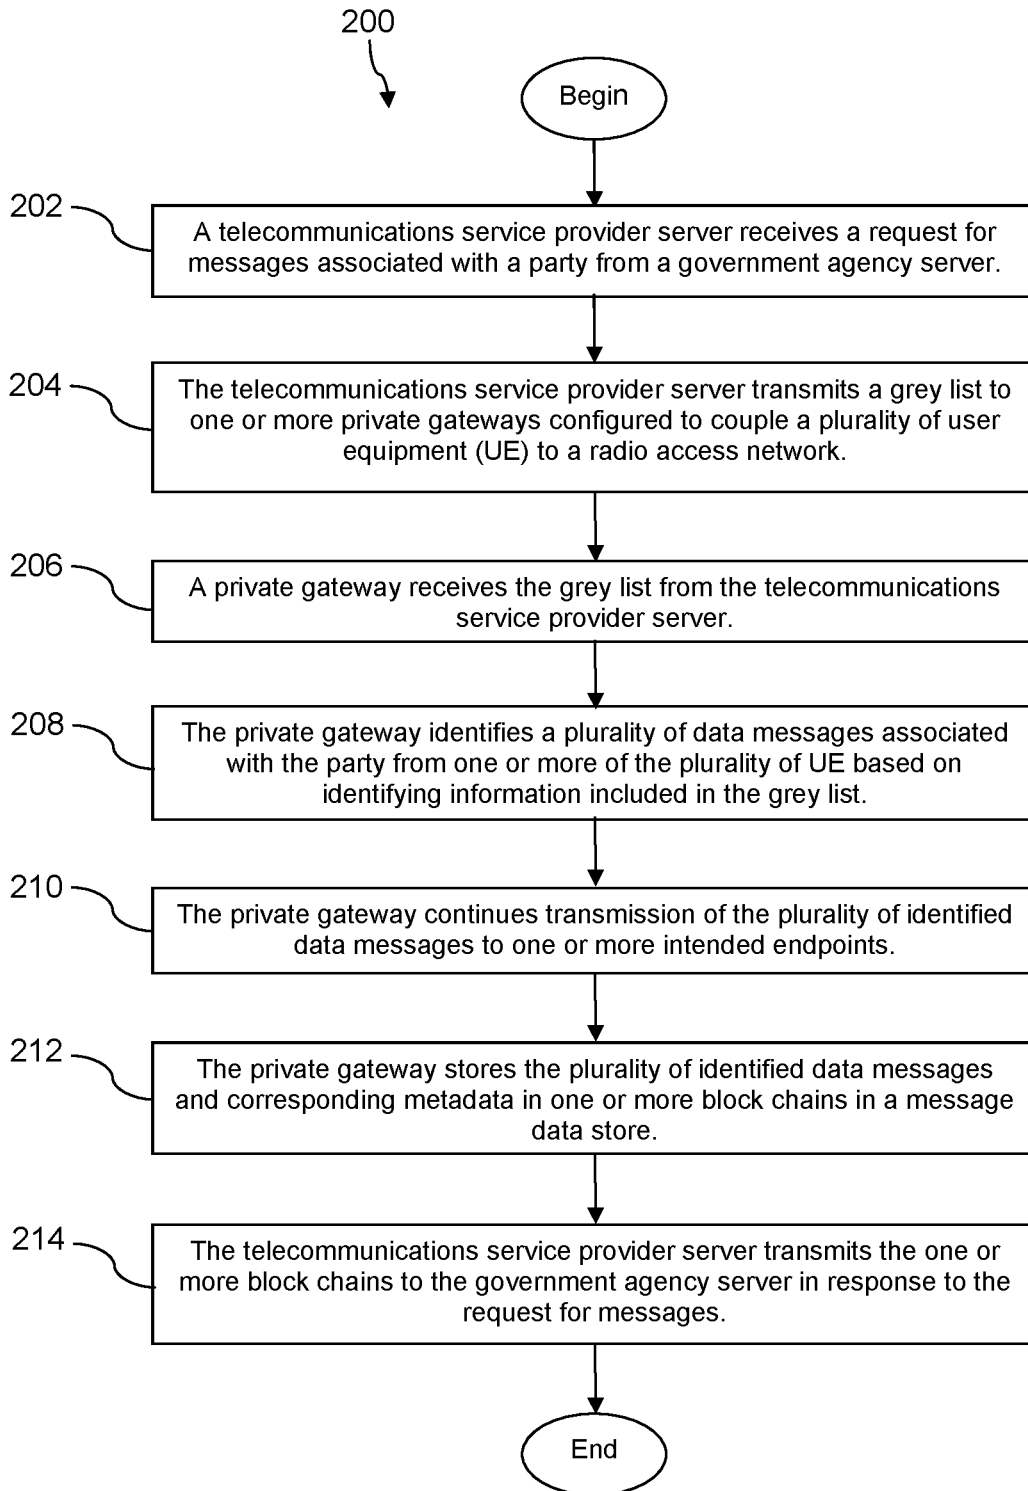 200
Begin
202
A telecommunications service provider server receives a request for
messages associated with a party from a government agency server.
204
The telecommunications service provider server transmits a grey list to
one or more private gateways configured to couple a plurality of user
equipment (UE) to a radio access network.
206
A private gateway receives the grey list from the telecommunications
service provider server.
208
The private gateway identifies a plurality of data messages associated
with the party from one or more of the plurality of UE based on
identifying information included in the grey list.
210
The private gateway continues transmission of the plurality of identified
data messages to one or more intended endpoints.
212
The private gateway stores the plurality of identified data messages
and corresponding metadata in one or more block chains in a message
data store.
214
The telecommunications service provider server transmits the one or
more block chains to the government agency server in response to the
request for messages.
End